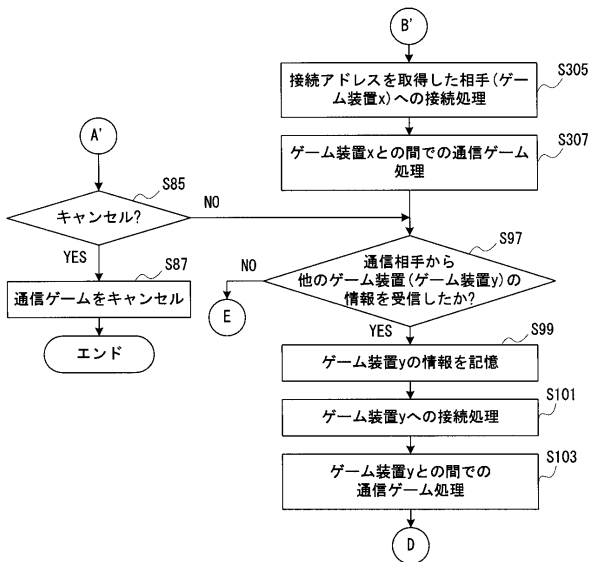 B'
接続アドレスを取得した相手(ゲー
ム装置x)への接続処理
S305
ゲーム装置xとの間での通信ゲーム
処理
S307
A'
キャンセル?
S85
NO
YES
通信ゲームをキャンセル
S87
エンド
通信相手から
他のゲーム装置(ゲーム装置y)の
情報を受信したか?
S97
NO
E
YES
ゲーム装置yの情報を記憶
S99
ゲーム装置yへの接続処理
S101
ゲーム装置yとの間での
通信ゲーム処理
S103
D